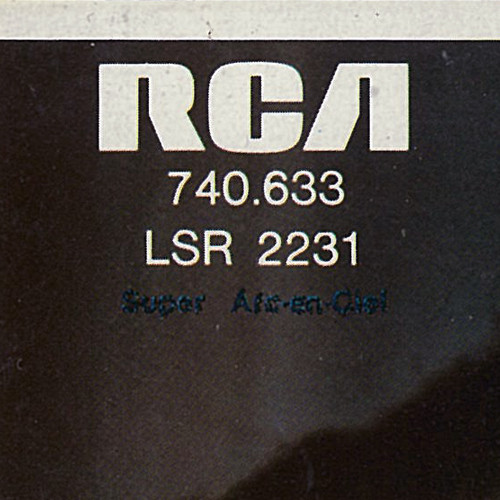 RCA
740.633
LSR 2231
Super Arc-en-Ciel